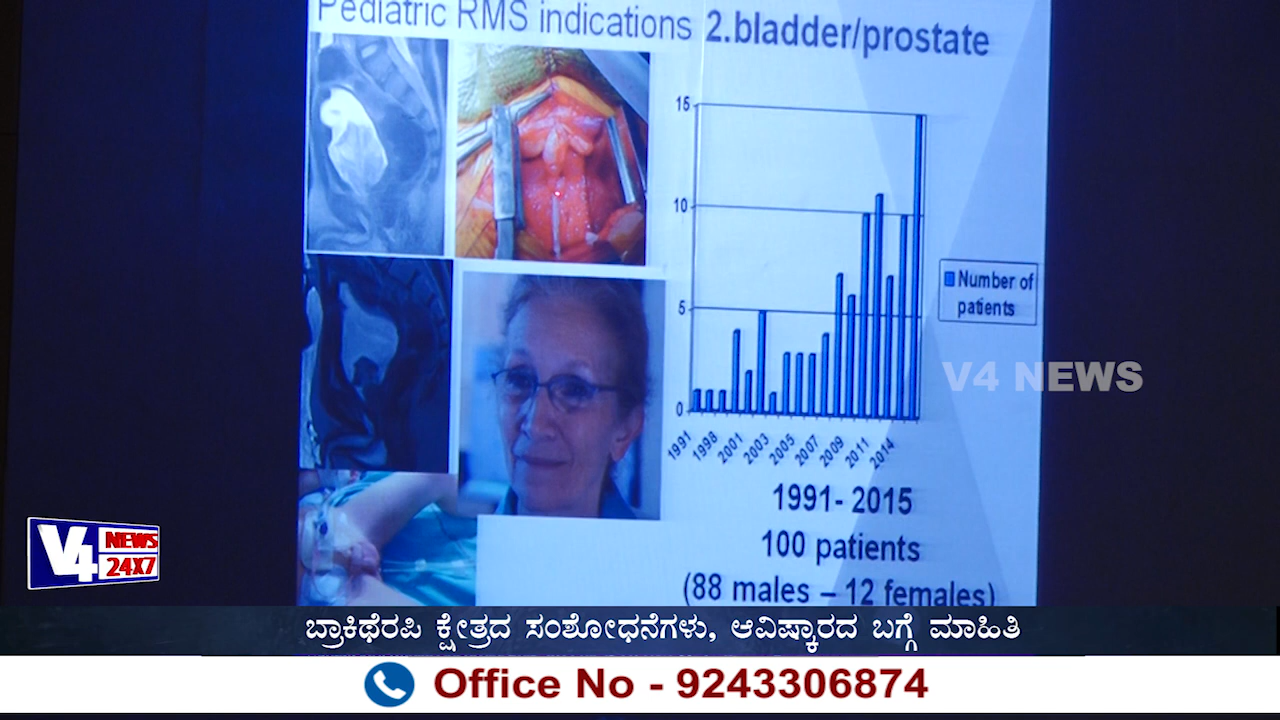 Pediatric RMS indications 2.bladder/prostate
15
10
5
0
1991
1998
2001
2003
2005
2007
2009
2011
2014
Number of
patients
1991- 2015
100 patients
(88 males – 12 females)
V4 NEWS
V4 NEWS
24X7
ಬ್ರಾಕಿಥೆರಪಿ ಕ್ಷೇತ್ರದ ಸಂಶೋಧನೆಗಳು, ಆವಿಷ್ಕಾರದ ಬಗ್ಗೆ ಮಾಹಿತಿ
Office No - 9243306874